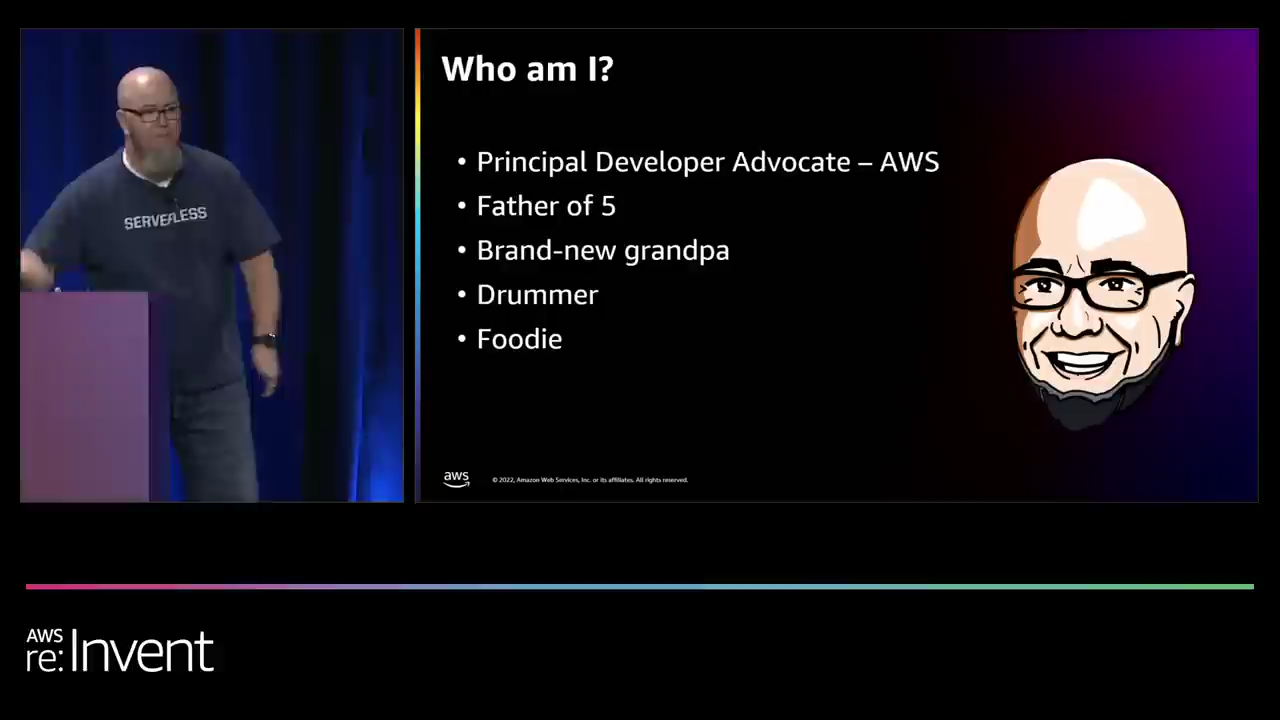 SERVERLESS
Who am I?
• Principal Developer Advocate – AWS
• Father of 5
• Brand-new grandpa
• Drummer
• Foodie
aws
© 2022, Amazon Web Services, Inc. or its affiliates. All rights reserved.
AWS
re:Invent